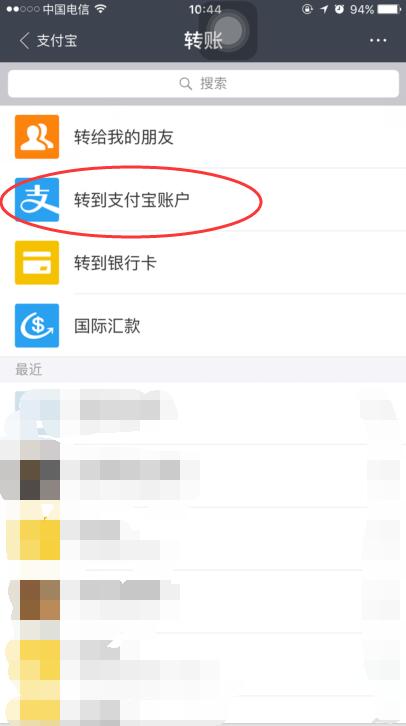 中国电信
10:44
94%
支付宝
转账
搜索
转给我的朋友
转到支付宝账户
转到银行卡
国际汇款
最近